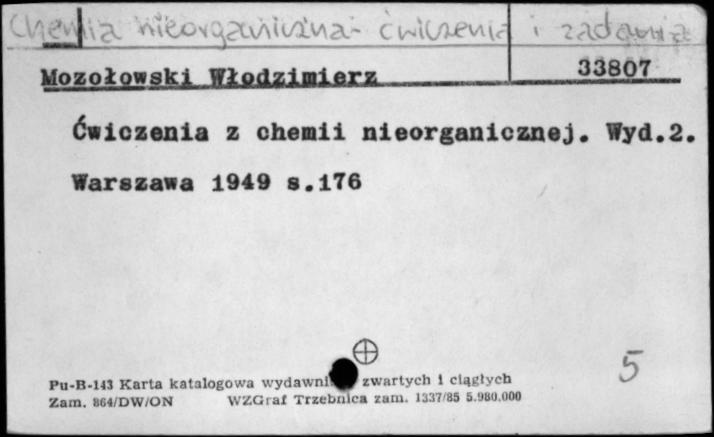 Chemia nieorganiczna - ćwiczenia i zadania
Mozołowski Włodzimierz 33807
Ćwiczenia z chemii nieorganicznej. Wyd.2.
Warszawa 1949 s.176
5
Pu-B-143 Karta katalogowa zwartych i ciągłych
Zam. 864/DW/ON WZGraf Trzebnica zam. 1337/85 5.980.000